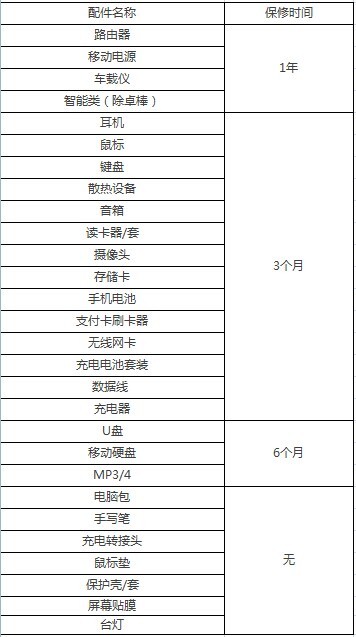 配件名称 保修时间
路由器
移动电源
车载仪
智能类（除卓棒）
1年
耳机
鼠标
键盘
散热设备
音箱
读卡器/套
摄像头
存储卡
手机电池
支付卡刷卡器
无线网卡
充电电池套装
数据线
充电器
3个月
U盘
移动硬盘
MP3/4
6个月
电脑包
手写笔
充电转接头
鼠标垫
保护壳/套
屏幕贴膜
台灯
无